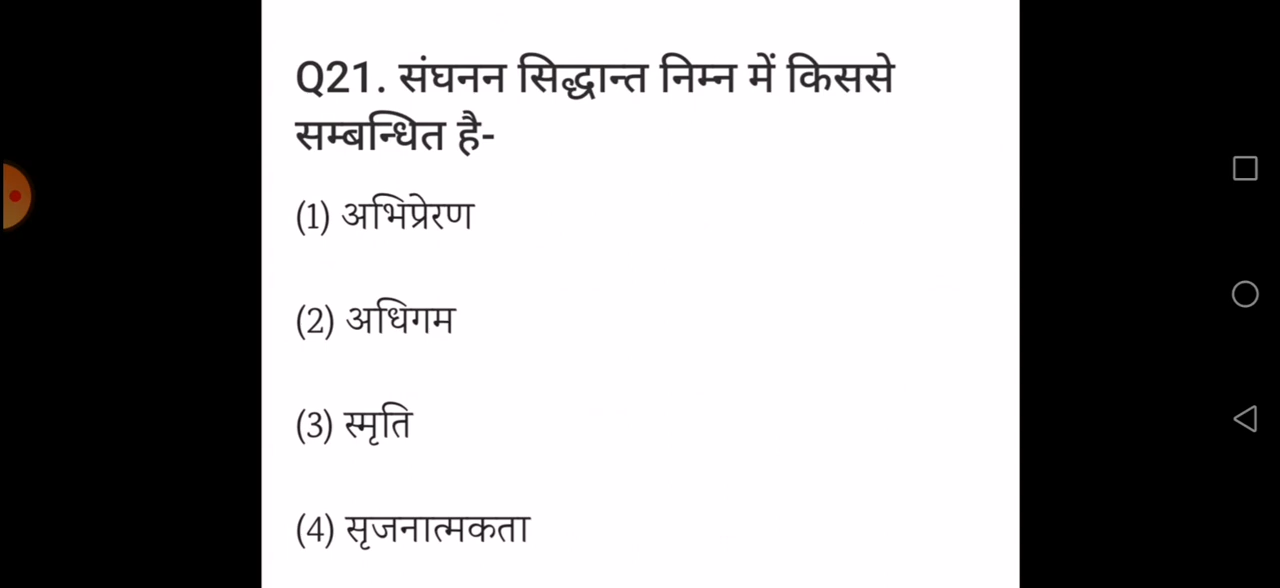 Q21. संघनन सिद्धान्त निम्न में किससे
सम्बन्धित है-
(1) अभिप्रेरण
(2) अधिगम
(3) स्मृति
(4) सृजनात्मकता